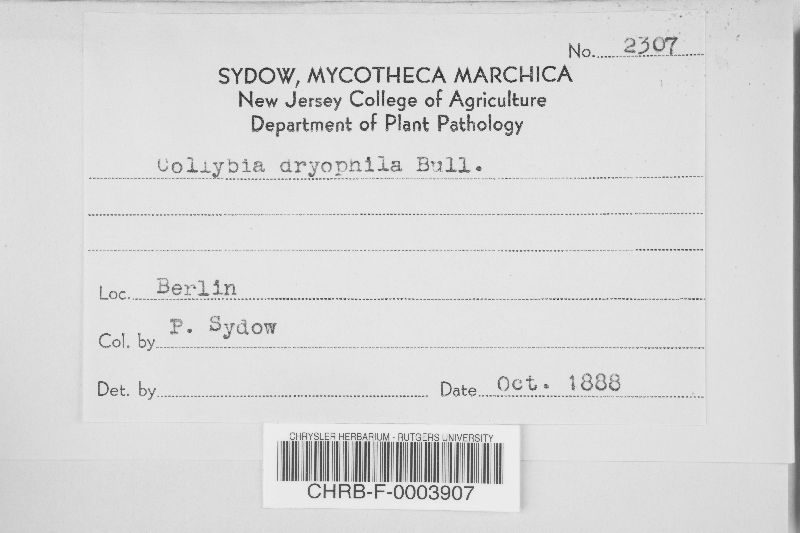 No. 2307
SYDOW, MYCOTHECA MARCHICA
New Jersey College of Agriculture
Department of Plant Pathology
Collybia dryophila Bull.
Loc. Berlin
Col. by P. Sydow
Det. by Date Oct. 1888
CHRYSLER HERBARIUM - RUTGERS UNIVERSITY
CHRB-F-0003907